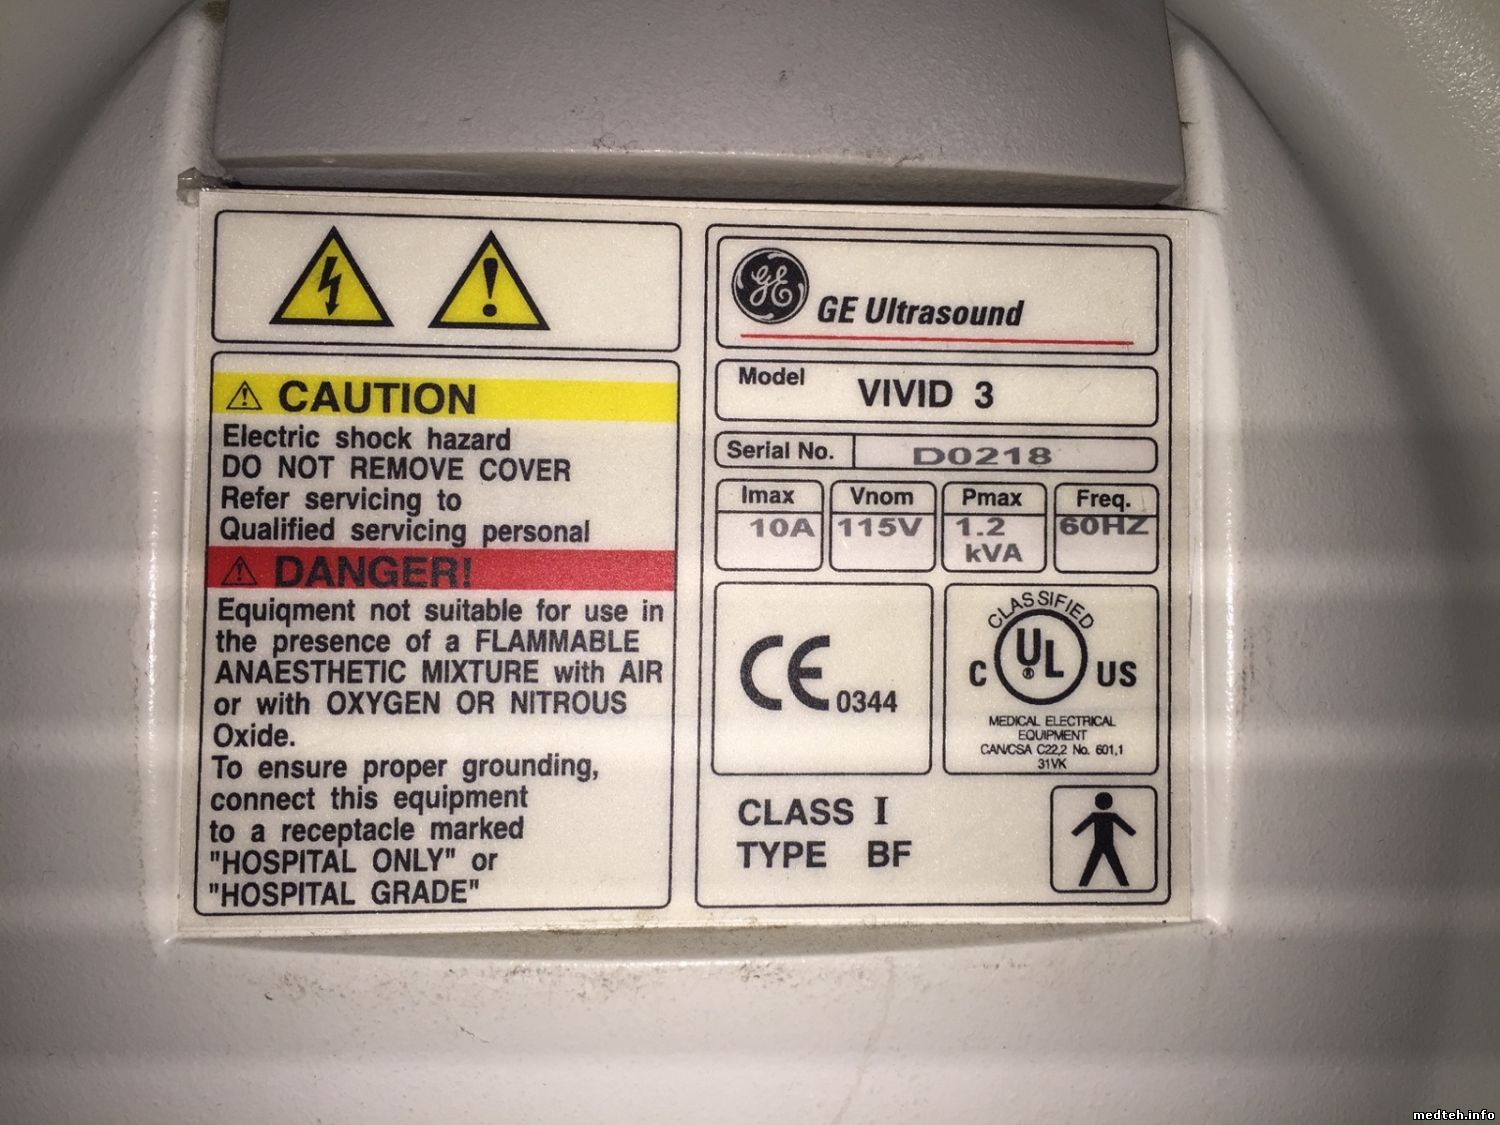 CAUTION
Electric shock hazard
DO NOT REMOVE COVER
Refer servicing to
Qualified servicing personal
DANGER!
Equiqment not suitable for use in
the presence of a FLAMMABLE
ANAESTHETIC MIXTURE with AIR
or with OXYGEN OR NITROUS
Oxide.
To ensure proper grounding,
connect this equipment
to a receptacle marked
"HOSPITAL ONLY" or
"HOSPITAL GRADE"
GE GE Ultrasound
Model VIVID 3
Serial No. D0218
Imax Vnom Pmax Freq.
10A 115V 1.2 60HZ
kVA
CE 0344
CLASSIFIED
C UL ® US
MEDICAL ELECTRICAL
EQUIPMENT
CAN/CSA C22,2 No. 601,1
31VK
CLASS I
TYPE BF
medteh.info